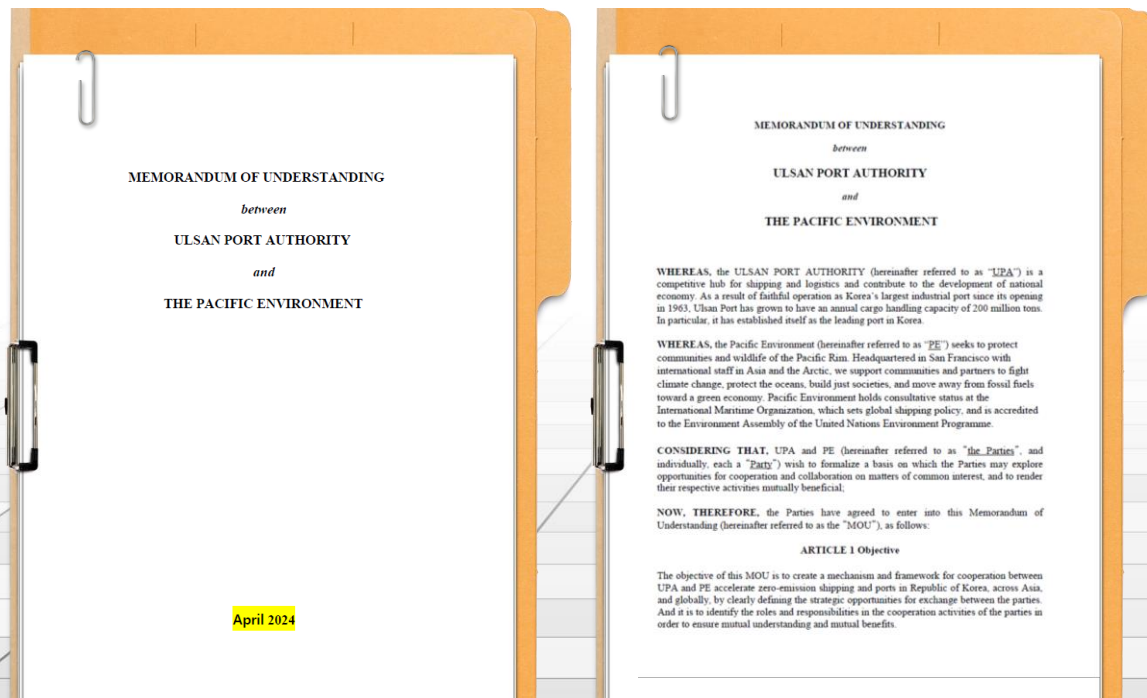 MEMORANDUM OF UNDERSTANDING
between
ULSAN PORT AUTHORITY
and
THE PACIFIC ENVIRONMENT
April 2024
MEMORANDUM OF UNDERSTANDING
between
ULSAN PORT AUTHORITY
and
THE PACIFIC ENVIRONMENT
WHEREAS, the ULSAN PORT AUTHORITY (hereinafter referred to as “UPA”) is a
competitive hub for shipping and logistics and contribute to the development of national
economy. As a result of faithful operation as Korea’s largest industrial port since its opening
in 1963, Ulsan Port has grown to have an annual cargo handling capacity of 200 million tons.
In particular, it has established itself as the leading port in Korea.
WHEREAS, the Pacific Environment (hereinafter referred to as “PE”) seeks to protect
communities and wildlife of the Pacific Rim. Headquartered in San Francisco with
international staff in Asia and the Arctic, we support communities and partners to fight
climate change, protect the oceans, build just societies, and move away from fossil fuels
toward a green economy. Pacific Environment holds consultative status at the
International Maritime Organization, which sets global shipping policy, and is accredited
to the Environment Assembly of the United Nations Environment Programme.
CONSIDERING THAT, UPA and PE (hereinafter referred to as “the Parties”, and
individually, each a “Party”) wish to formalize a basis on which the Parties may explore
opportunities for cooperation and collaboration on matters of common interest, and to render
their respective activities mutually beneficial;
NOW, THEREFORE, the Parties have agreed to enter into this Memorandum of
Understanding (hereinafter referred to as the “MOU”), as follows:
ARTICLE 1 Objective
The objective of this MOU is to create a mechanism and framework for cooperation between
UPA and PE accelerate zero-emission shipping and ports in Republic of Korea, across Asia,
and globally, by clearly defining the strategic opportunities for exchange between the parties.
And it is to identify the roles and responsibilities in the cooperation activities of the parties in
order to ensure mutual understanding and mutual benefits.